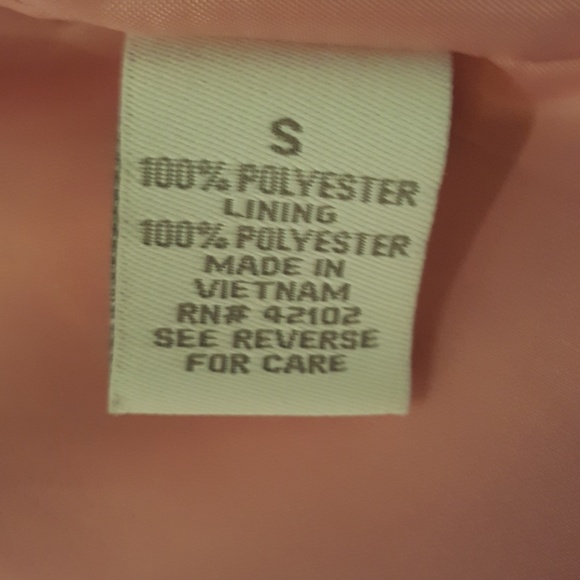 S
100% POLYESTER
LINING
100% POLYESTER
MADE IN
VIETNAM
RN# 42102
SEE REVERSE
FOR CARE